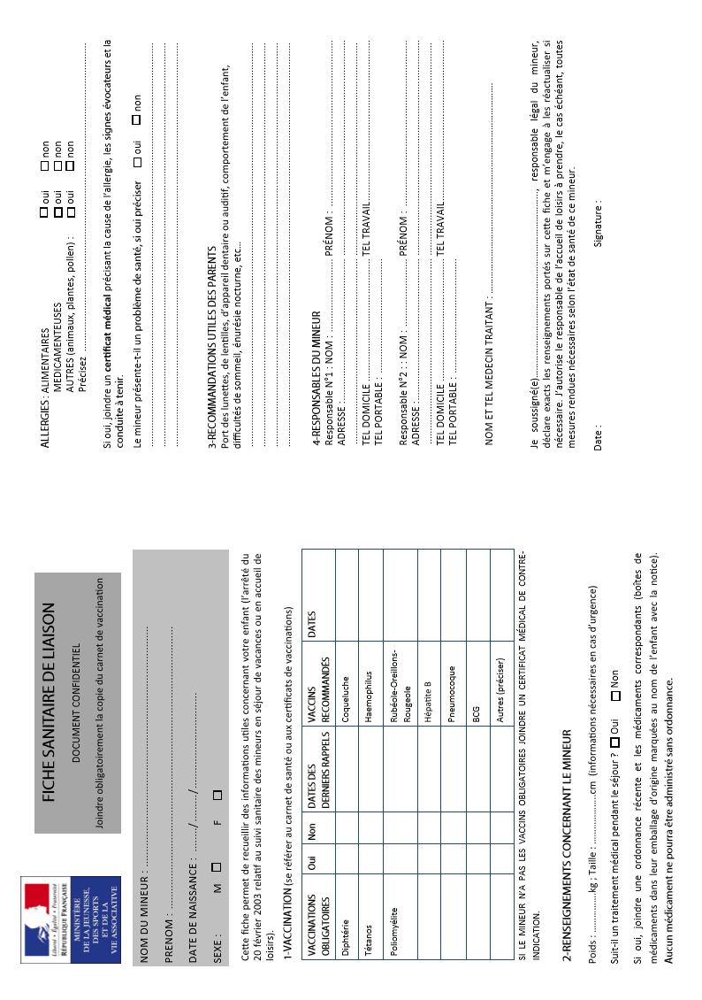 Liberté • Égalité • Fraternité
RÉPUBLIQUE FRANÇAISE
MINISTÈRE
DE LA JEUNESSE,
DES SPORTS
ET DE LA
VIE ASSOCIATIVE
FICHE SANITAIRE DE LIAISON
DOCUMENT CONFIDENTIEL
Joindre obligatoirement la copie du carnet de vaccination
NOM DU MINEUR : ........................................
PRENOM : ........................................
DATE DE NAISSANCE : ......./ ......../....................
SEXE : M ☐ F ☐
Cette fiche permet de recueillir des informations utiles concernant votre enfant (l'arrêté du
20 février 2003 relatif au suivi sanitaire des mineurs en séjour de vacances ou en accueil de
loisirs).
1-VACCINATION (se référer au carnet de santé ou aux certificats de vaccinations)
VACCINATIONS OBLIGATOIRES | Oui | Non | DATES DES DERNIERS RAPPELS | VACCINS RECOMMANDÉS | DATES
Diphtérie | Coqueluche
Tétanos | Haemophilus
Poliomyélite | Rubéole-Oreillons-Rougeole
Hépatite B
Pneumocoque
BCG
Autres (préciser)
SI LE MINEUR N'A PAS LES VACCINS OBLIGATOIRES JOINDRE UN CERTIFICAT MÉDICAL DE CONTRE-
INDICATION.
2-RENSEIGNEMENTS CONCERNANT LE MINEUR
Poids : .................kg ; Taille : ....................cm (informations nécessaires en cas d'urgence)
Suit-il un traitement médical pendant le séjour ? ☐ Oui ☐ Non
Si oui, joindre une ordonnance récente et les médicaments correspondants (boîtes de
médicaments dans leur emballage d'origine marquées au nom de l'enfant avec la notice).
Aucun médicament ne pourra être administré sans ordonnance.
ALLERGIES : ALIMENTAIRES ☐ oui ☐ non
MEDICAMENTEUSES ☐ oui ☐ non
AUTRES (animaux, plantes, pollen) : ☐ oui ☐ non
Précisez ........................................
Si oui, joindre un certificat médical précisant la cause de l'allergie, les signes évocateurs et la
conduite à tenir.
Le mineur présente-t-il un problème de santé, si oui préciser ☐ oui ☐ non
........................................
........................................
........................................
3-RECOMMANDATIONS UTILES DES PARENTS
Port des lunettes, de lentilles, d'appareil dentaire ou auditif, comportement de l'enfant,
difficultés de sommeil, énurésie nocturne, etc...
........................................
........................................
........................................
........................................
4-RESPONSABLES DU MINEUR
Responsable N°1 : NOM : .................... PRÉNOM : ........................................
ADRESSE : ........................................
........................................
TEL DOMICILE .............................. TEL TRAVAIL ........................................
TEL PORTABLE : ..............................
Responsable N°2 : : NOM : .................... PRÉNOM : ........................................
ADRESSE : ........................................
........................................
TEL DOMICILE .............................. TEL TRAVAIL ........................................
TEL PORTABLE : ..............................
NOM ET TEL MEDECIN TRAITANT : ........................................
Je soussigné(e)........................................, responsable légal du mineur,
déclare exacts les renseignements portés sur cette fiche et m'engage à les réactualiser si
nécessaire. J'autorise le responsable de l'accueil de loisirs à prendre, le cas échéant, toutes
mesures rendues nécessaires selon l'état de santé de ce mineur.
Date : Signature :